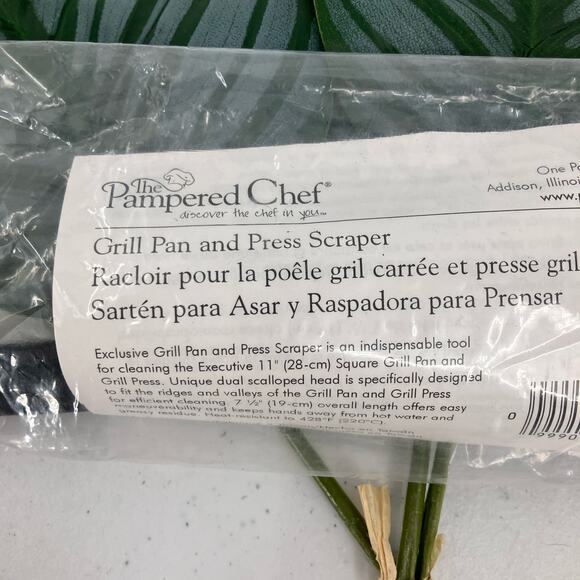 The
Pampered Chef®
discover the chef in you™
One
Addison, Illinois
www.
Grill Pan and Press Scraper
Racloir pour la poêle gril carrée et presse gril
Sartén para Asar y Raspadora para Prensar
Exclusive Grill Pan and Press Scraper is an indispensable tool
for cleaning the Executive 11" (28-cm) Square Grill Pan and
Grill Press. Unique dual scalloped head is specifically designed
to fit the ridges and valleys of the Grill Pan and Grill Press
for efficient cleaning. 7 ½" (19-cm) overall length offers easy
maneuverability and keeps hands away from hot water and
greasy residue. Heat-resistant to 428°F (220°C).
0